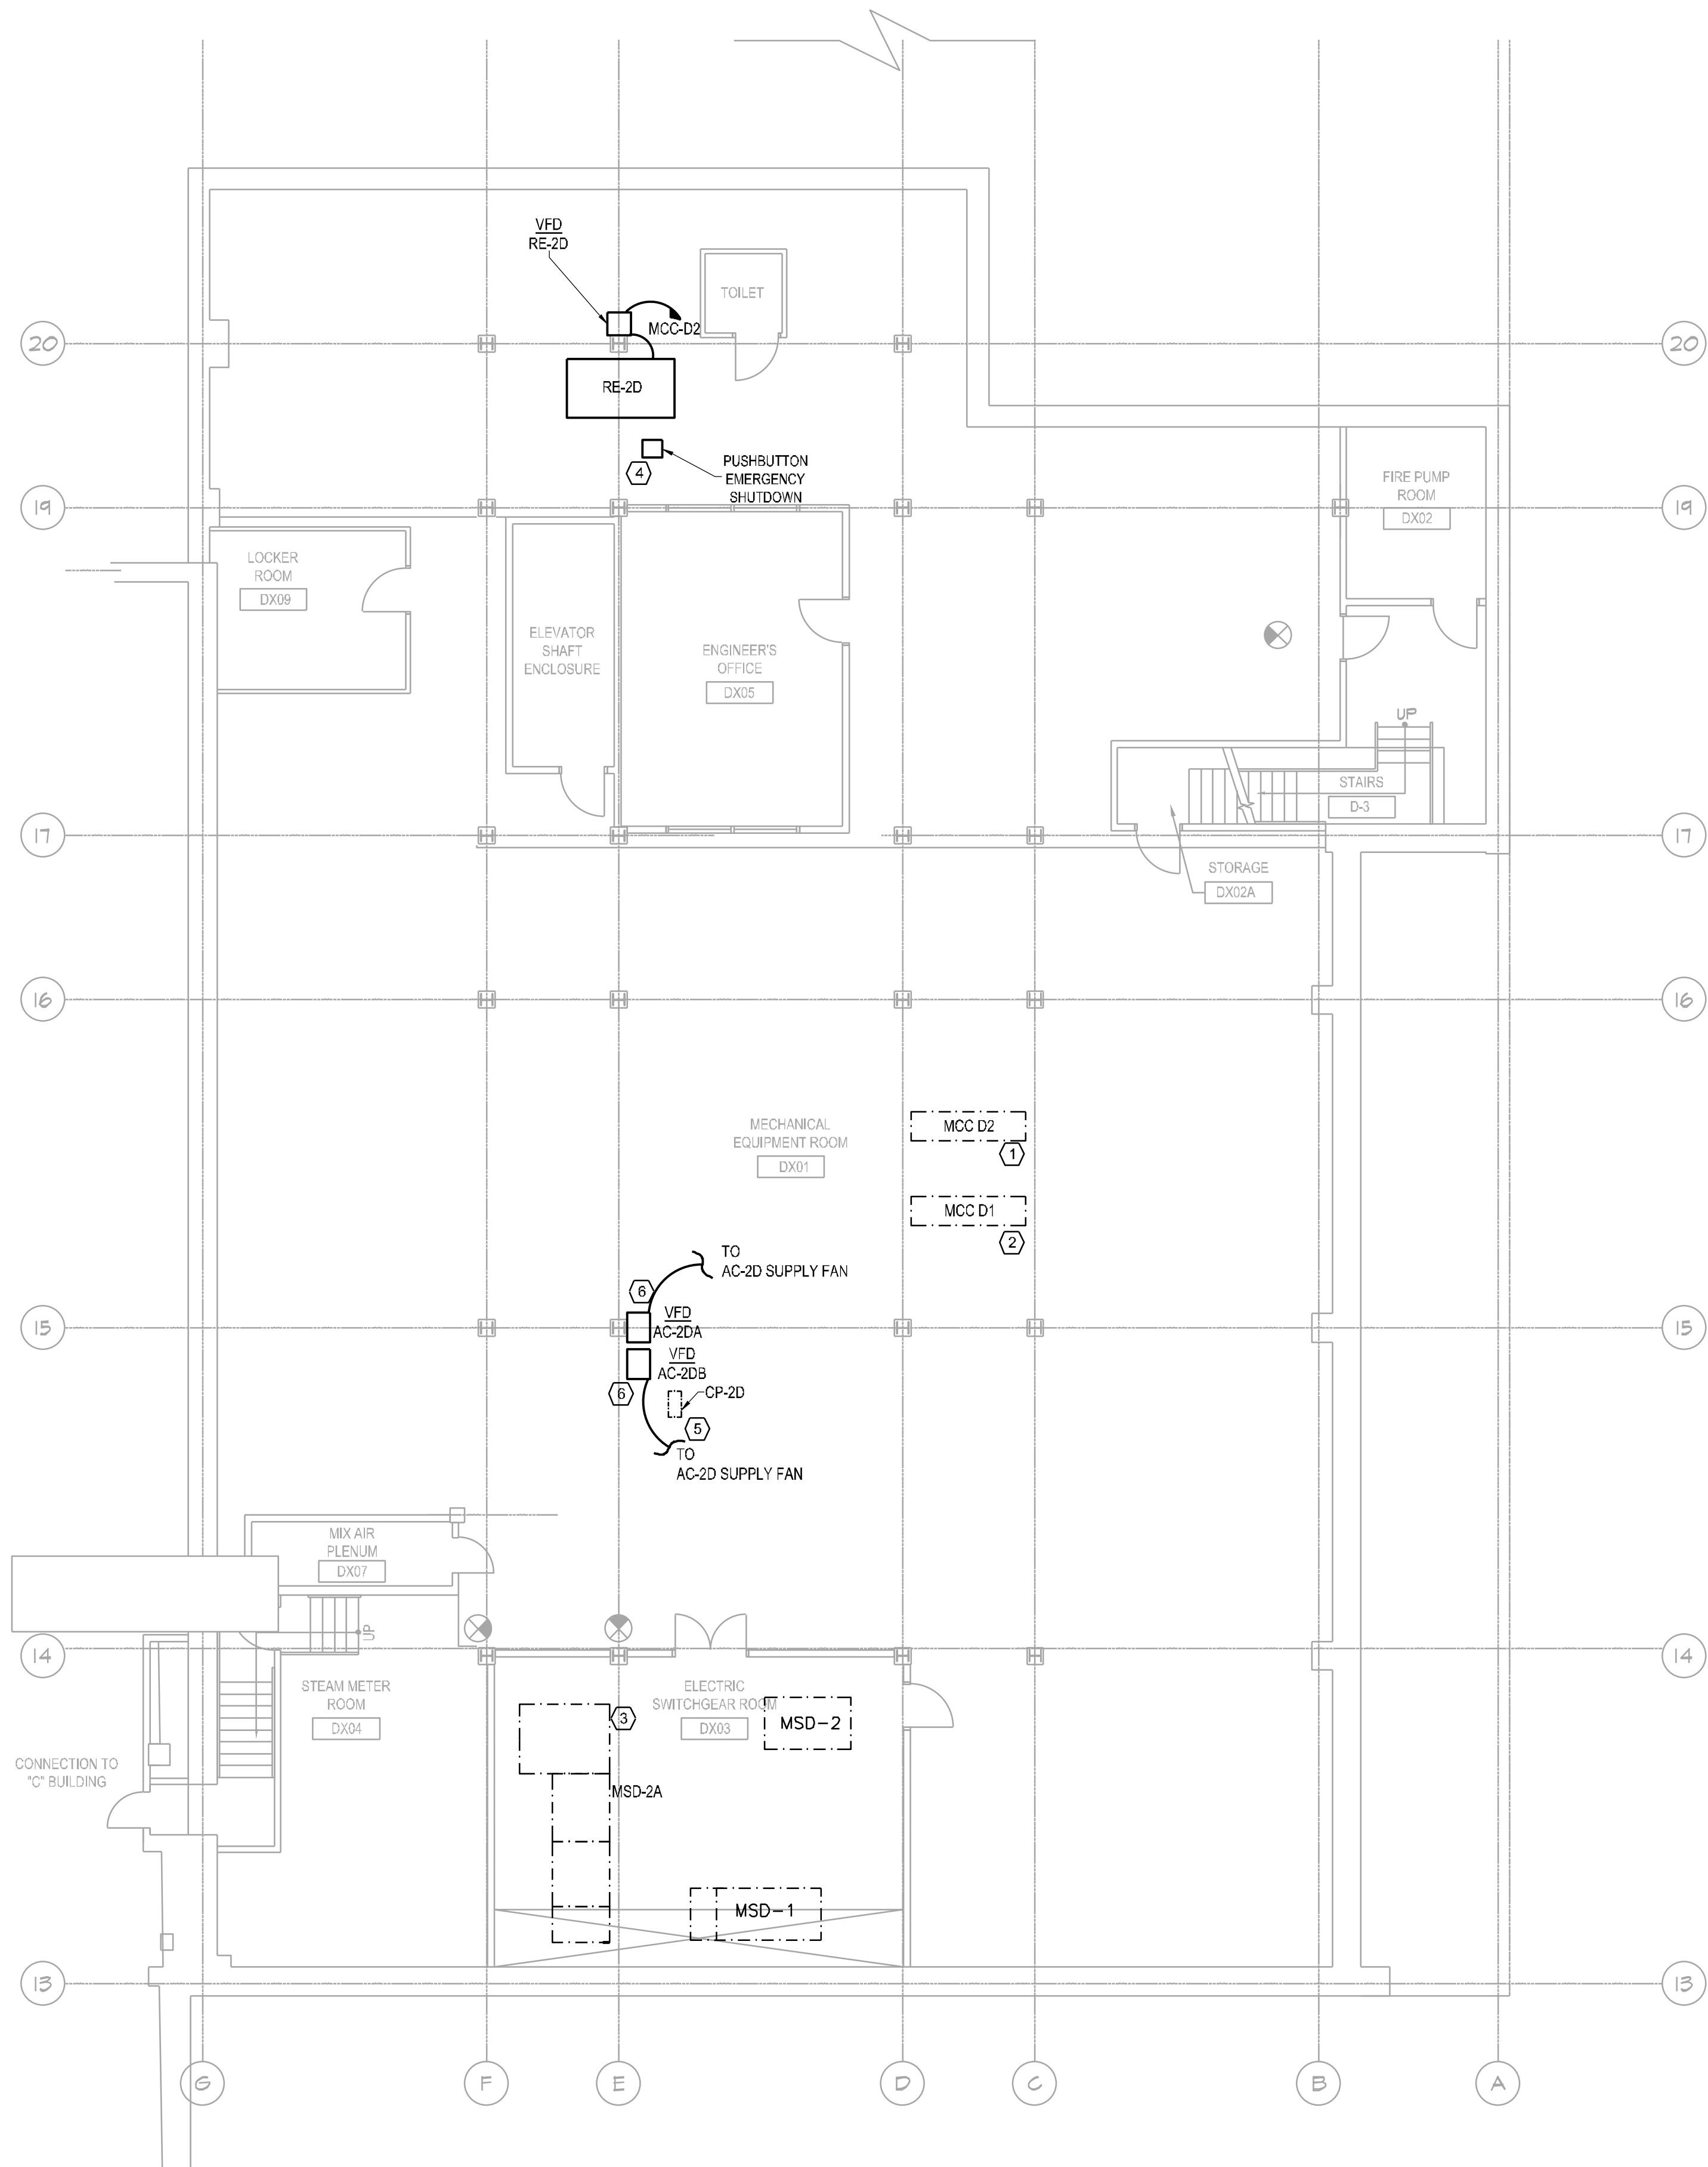 VFD
RE-2D
TOILET
MCC-D2
20
20
RE-2D
4
PUSHBUTTON
EMERGENCY
SHUTDOWN
FIRE PUMP
ROOM
DX02
19
19
LOCKER
ROOM
DX09
ELEVATOR
SHAFT
ENCLOSURE
ENGINEER'S
OFFICE
DX05
UP
STAIRS
D-3
17
17
STORAGE
DX02A
16
16
MECHANICAL
EQUIPMENT ROOM
DX01
MCC D2
1
MCC D1
2
TO
AC-2D SUPPLY FAN
6
VFD
AC-2DA
15
15
VFD
AC-2DB
6
CP-2D
5
TO
AC-2D SUPPLY FAN
MIX AIR
PLENUM
DX07
UP
14
14
STEAM METER
ROOM
DX04
ELECTRIC
SWITCHGEAR ROOM
DX03
3
MSD-2
CONNECTION TO
"C" BUILDING
MSD-2A
MSD-1
13
13
G
F
E
D
C
B
A